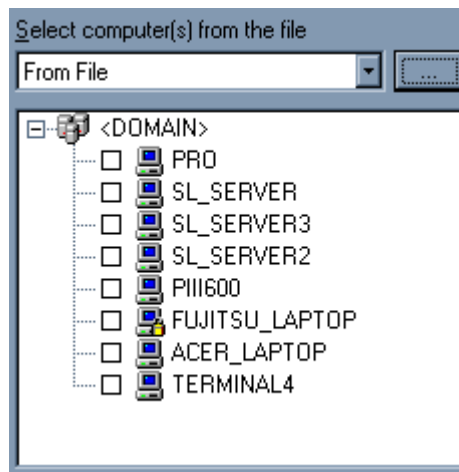 Select computer(s) from the file
From File
...
<DOMAIN>
PRO
SL_SERVER
SL_SERVER3
SL_SERVER2
PIII600
FUJITSU_LAPTOP
ACER_LAPTOP
TERMINAL4